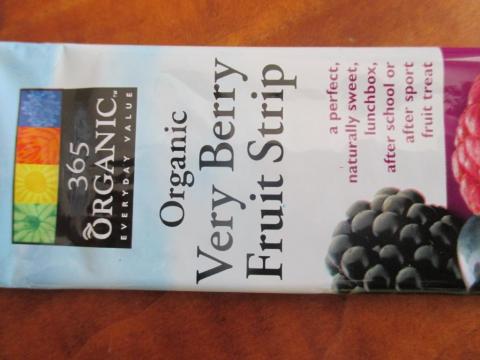 365
ORGANIC™
EVERYDAY VALUE
Organic
Very Berry
Fruit Strip
a perfect,
naturally sweet,
lunchbox,
after school or
after sport
fruit treat